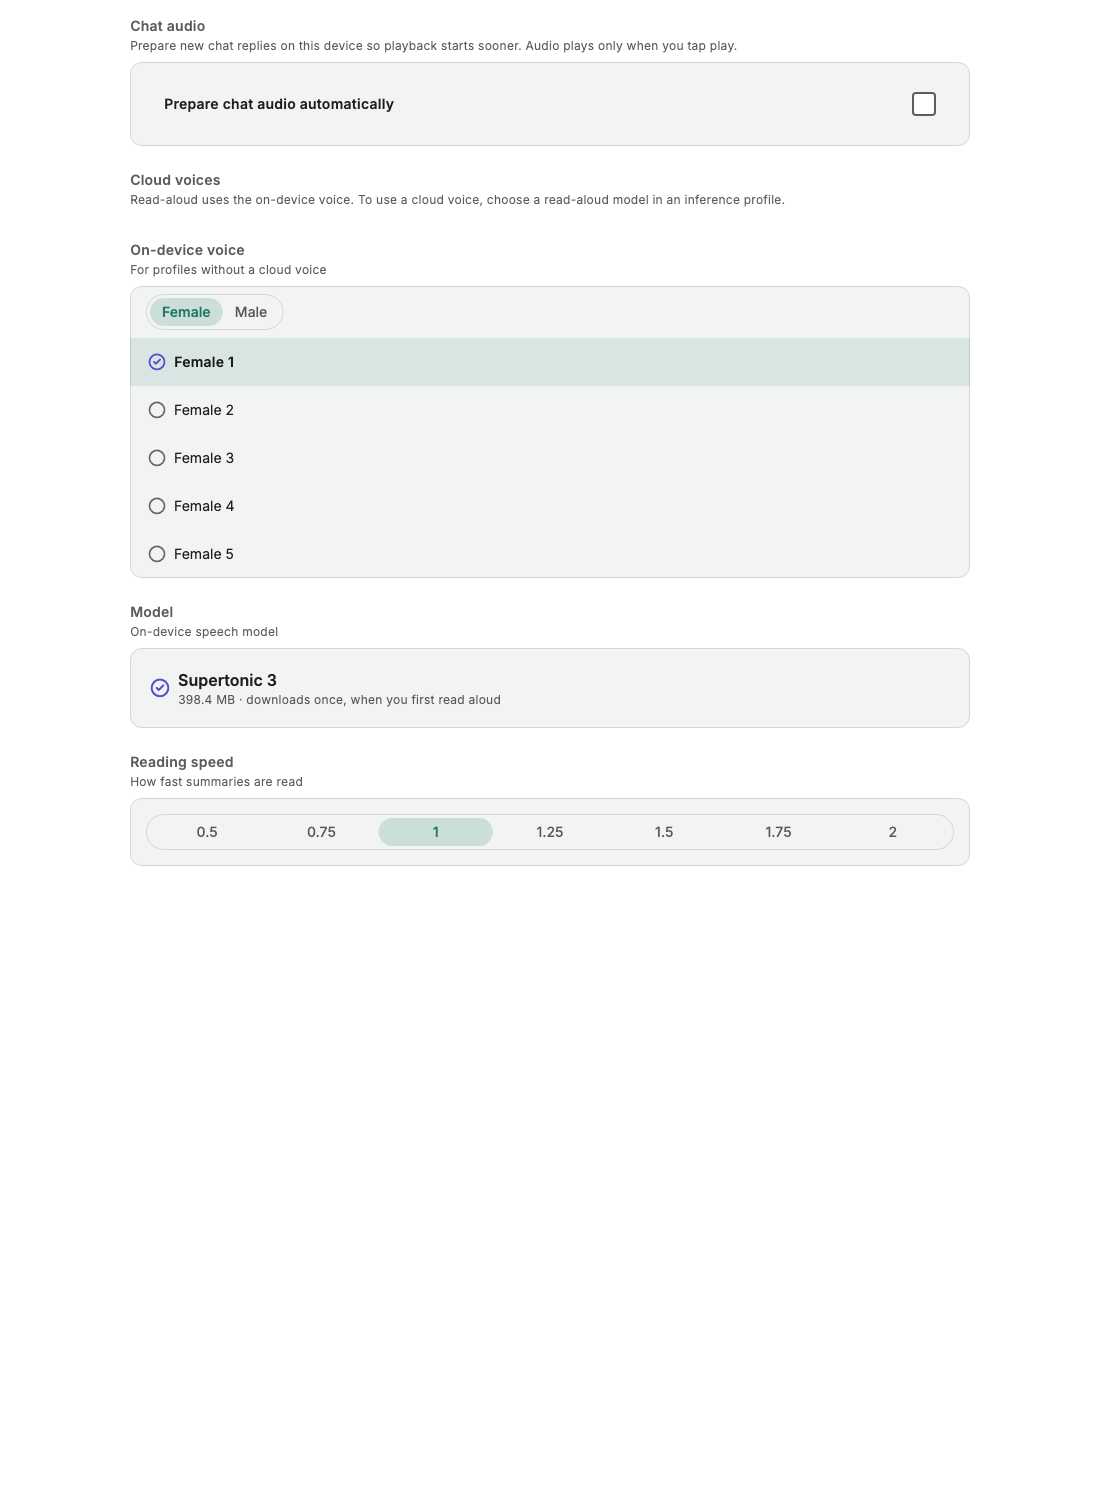 Chat audio
Prepare new chat replies on this device so playback starts sooner. Audio plays only when you tap play.
Prepare chat audio automatically
Cloud voices
Read-aloud uses the on-device voice. To use a cloud voice, choose a read-aloud model in an inference profile.
On-device voice
For profiles without a cloud voice
Female Male
Female 1
Female 2
Female 3
Female 4
Female 5
Model
On-device speech model
Supertonic 3
398.4 MB · downloads once, when you first read aloud
Reading speed
How fast summaries are read
0.5 0.75 1 1.25 1.5 1.75 2